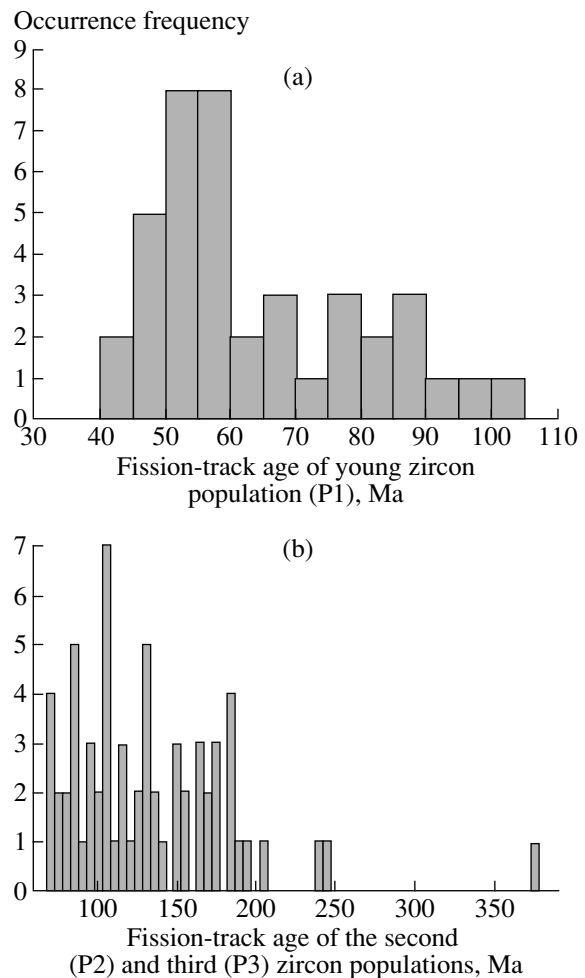 Occurrence frequency
9
(a)
8
7
6
5
4
3
2
1
0
30 40 50 60 70 80 90 100 110
Fission-track age of young zircon
population (P1), Ma
7
(b)
6
5
4
3
2
1
0
100 150 200 250 300 350
Fission-track age of the second
(P2) and third (P3) zircon populations, Ma